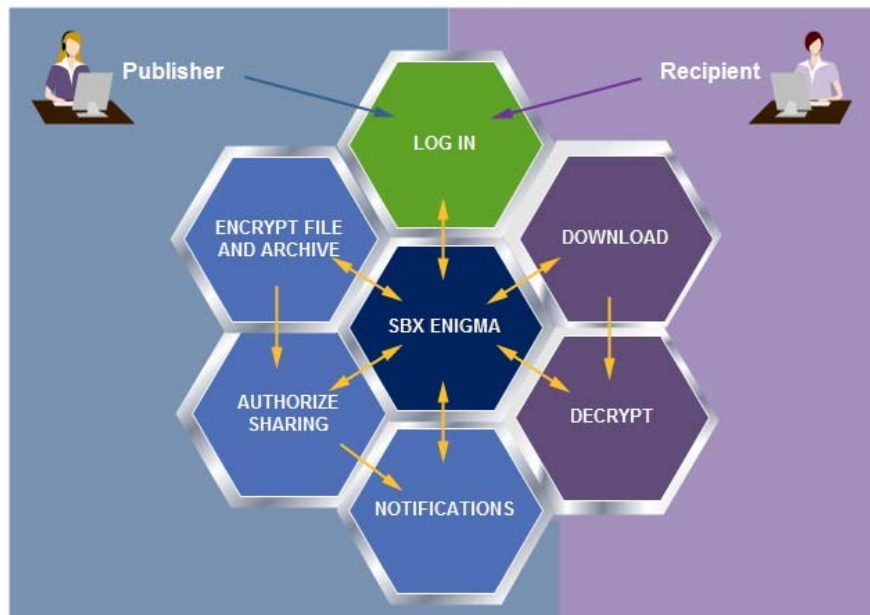 Publisher
Recipient
LOG IN
ENCRYPT FILE
AND ARCHIVE
DOWNLOAD
SBX ENIGMA
AUTHORIZE
SHARING
DECRYPT
NOTIFICATIONS